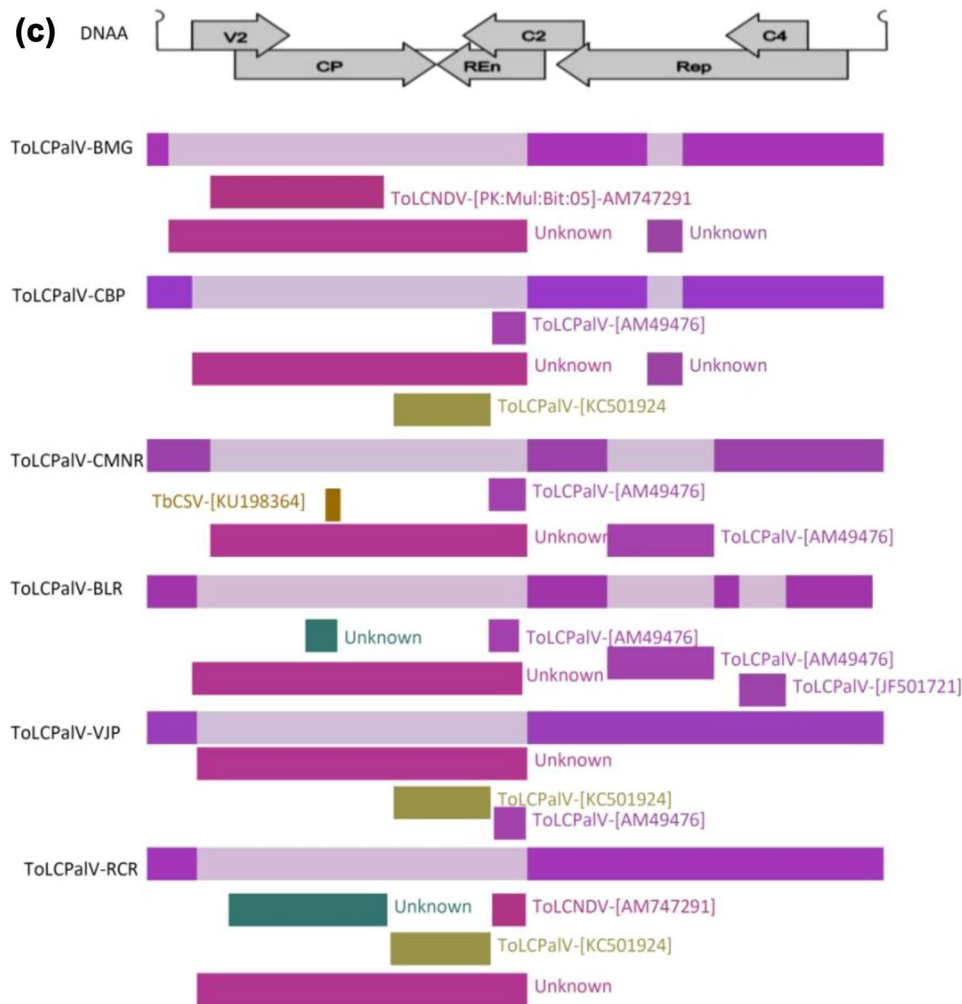 (c) DNAA
V2
C2
C4
CP
REn
Rep
ToLCPalV-BMG
ToLCNDV-[PK:Mul:Bit:05]-AM747291
Unknown
Unknown
ToLCPalV-CBP
ToLCPalV-[AM49476]
Unknown
Unknown
ToLCPalV-[KC501924
ToLCPalV-CMNR
ToLCPalV-[AM49476]
TbCSV-[KU198364]
Unknown
ToLCPalV-[AM49476]
ToLCPalV-BLR
Unknown
ToLCPalV-[AM49476]
ToLCPalV-[AM49476]
Unknown
ToLCPalV-[JF501721]
ToLCPalV-VJP
Unknown
ToLCPalV-[KC501924]
ToLCPalV-[AM49476]
ToLCPalV-RCR
Unknown
ToLCNDV-[AM747291]
ToLCPalV-[KC501924]
Unknown